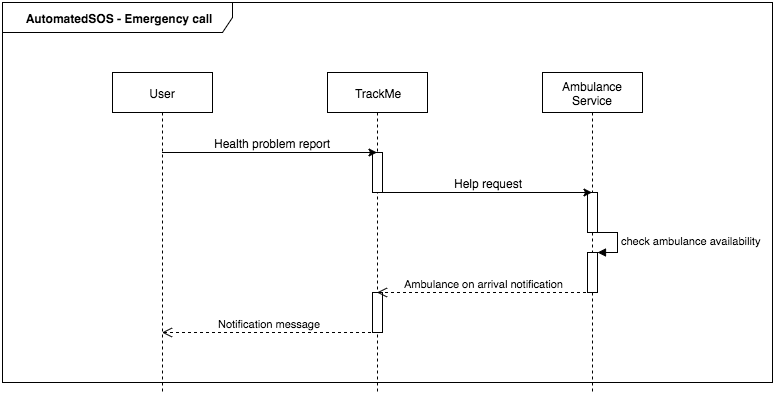 AutomatedSOS - Emergency call
User
TrackMe
Ambulance
Service
Health problem report
Help request
check ambulance availability
Ambulance on arrival notification
Notification message